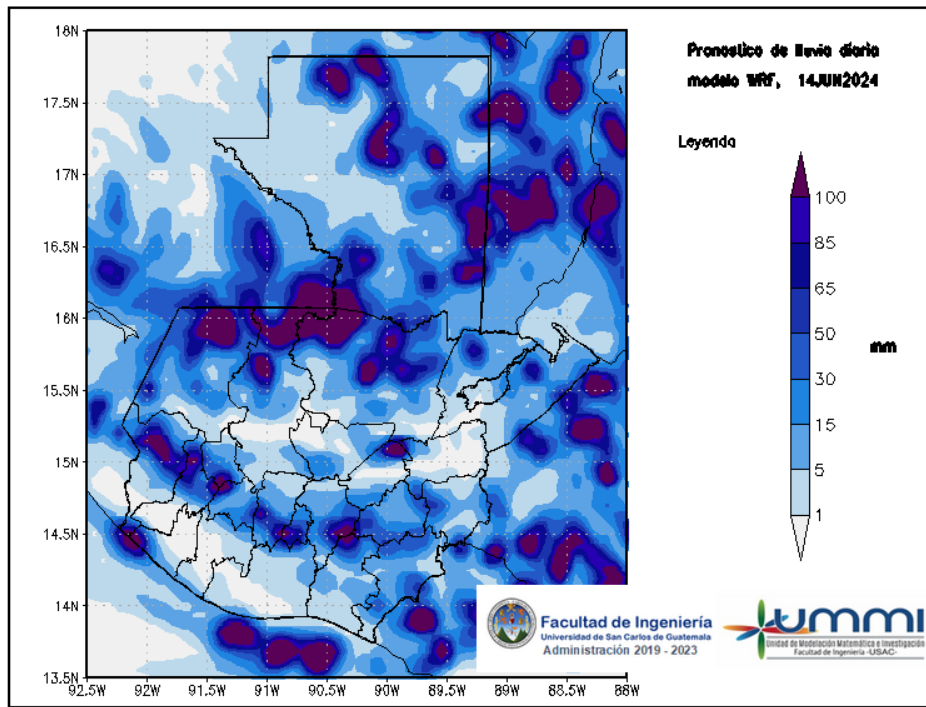 Pronostico de lluvia diaria
modelo WRF, 14JUN2024
Leyenda
100
85
65
50
30
15
5
1
mm
18N
17.5N
17N
16.5N
16N
15.5N
15N
14.5N
14N
13.5N
92.5W
92W
91.5W
91W
90.5W
90W
89.5W
89W
88.5W
88W
Facultad de Ingeniería
Universidad de San Carlos de Guatemala
Administración 2019 - 2023
UMMI
Unidad de Modelación Matemática e Investigación
Facultad de Ingeniería -USAC-